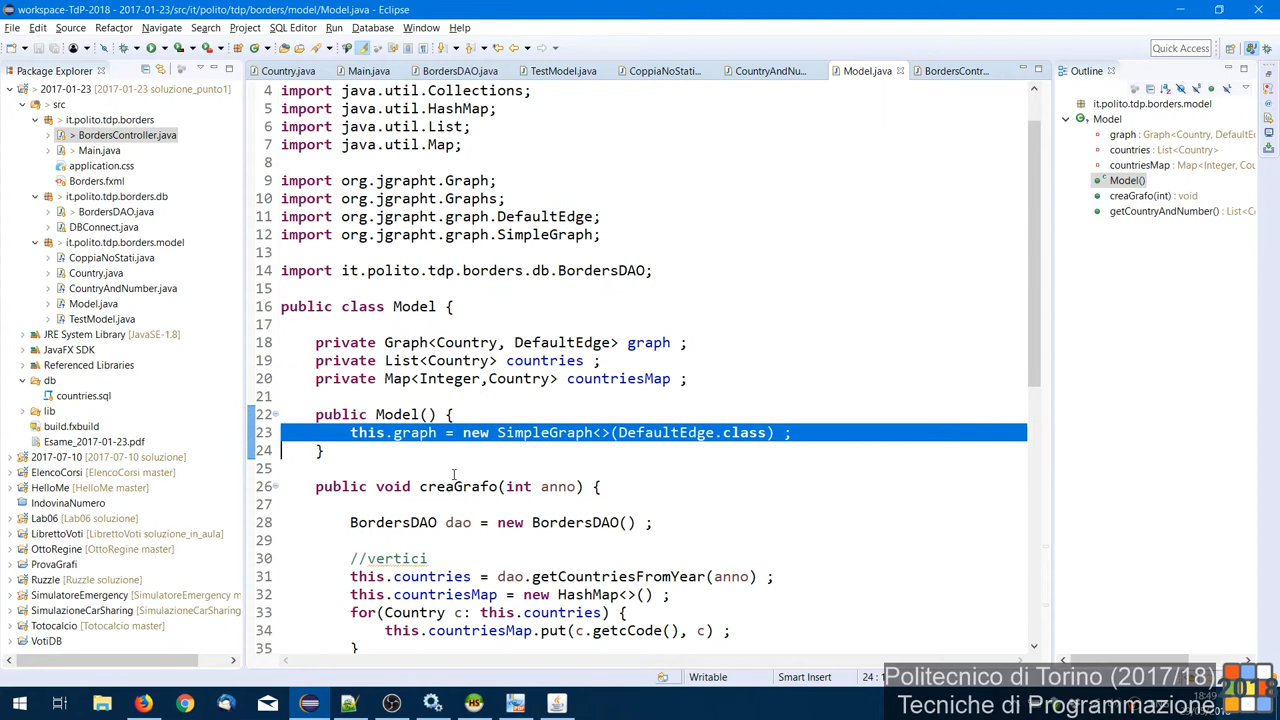 workspace-TdP-2018 - 2017-01-23/src/it/polito/tdp/borders/model/Model.java - Eclipse
File Edit Source Refactor Navigate Search Project SQL Editor Run Database Window Help
Quick Access
Package Explorer
Country.java Main.java BordersDAO.java TestModel.java CoppiaNoStati... CountryAndNu... Model.java BordersContr...
Outline
2017-01-23 [2017-01-23 soluzione_punto1]
src
it.polito.tdp.borders
> BordersController.java
> Main.java
application.css
Borders.fxml
> it.polito.tdp.borders.db
> BordersDAO.java
DBConnect.java
> it.polito.tdp.borders.model
CoppiaNoStati.java
Country.java
CountryAndNumber.java
Model.java
TestModel.java
JRE System Library [JavaSE-1.8]
JavaFX SDK
Referenced Libraries
db
countries.sql
lib
build.fxbuild
Esame_2017-01-23.pdf
2017-07-10 [2017-07-10 soluzione]
ElencoCorsi [ElencoCorsi master]
HelloMe [HelloMe master]
IndovinaNumero
Lab06 [Lab06 soluzione]
LibrettoVoti [LibrettoVoti soluzione_in_aula]
OttoRegine [OttoRegine master]
ProvaGrafi
Ruzzle [Ruzzle soluzione]
SimulatoreEmergency [SimulatoreEmergency m
SimulazioneCarSharing [SimulazioneCarSharing
Totocalcio [Totocalcio master]
VotiDB
4 import java.util.Collections;
5 import java.util.HashMap;
6 import java.util.List;
7 import java.util.Map;
8
9 import org.jgrapht.Graph;
10 import org.jgrapht.Graphs;
11 import org.jgrapht.graph.DefaultEdge;
12 import org.jgrapht.graph.SimpleGraph;
13
14 import it.polito.tdp.borders.db.BordersDAO;
15
16 public class Model {
17
18 private Graph<Country, DefaultEdge> graph ;
19 private List<Country> countries ;
20 private Map<Integer,Country> countriesMap ;
21
22 public Model() {
23 this.graph = new SimpleGraph<>(DefaultEdge.class) ;
24 }
25
26 public void creaGrafo(int anno) {
27
28 BordersDAO dao = new BordersDAO() ;
29
30 //vertici
31 this.countries = dao.getCountriesFromYear(anno) ;
32 this.countriesMap = new HashMap<>() ;
33 for(Country c: this.countries) {
34 this.countriesMap.put(c.getcCode(), c) ;
35 }
it.polito.tdp.borders.model
Model
graph : Graph<Country, DefaultE
countries : List<Country>
countriesMap : Map<Integer, Cou
Model()
creaGrafo(int) : void
getCountryAndNumber() : List<C
Writable Smart Insert 24 : 1
Politecnico di Torino (2017/18)
Tecniche di Programmazione
2018
18:49